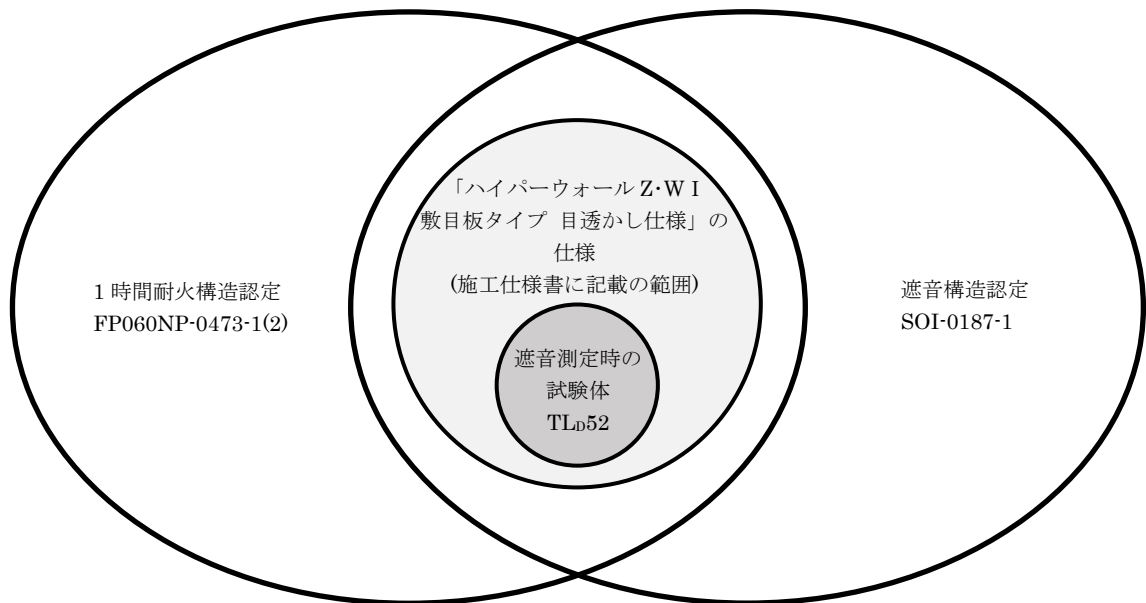 1 時間耐火構造認定
FP060NP-0473-1(2)
「ハイパーウォール Z･W I
敷目板タイプ 目透かし仕様」の
仕様
(施工仕様書に記載の範囲)
遮音測定時の
試験体
TLD52
遮音構造認定
SOI-0187-1